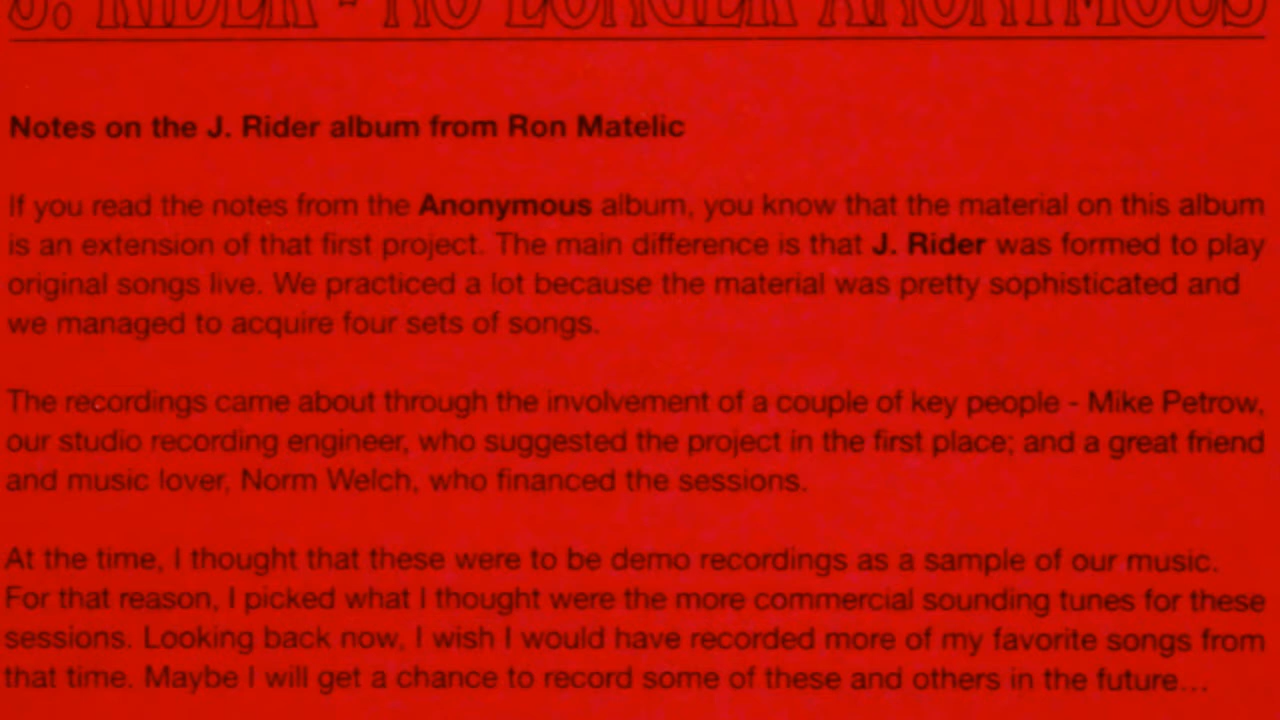 J. RIDER - NO LONGER ANONYMOUS
Notes on the J. Rider album from Ron Matelic
If you read the notes from the Anonymous album, you know that the material on this album
is an extension of that first project. The main difference is that J. Rider was formed to play
original songs live. We practiced a lot because the material was pretty sophisticated and
we managed to acquire four sets of songs.
The recordings came about through the involvement of a couple of key people - Mike Petrow,
our studio recording engineer, who suggested the project in the first place; and a great friend
and music lover, Norm Welch, who financed the sessions.
At the time, I thought that these were to be demo recordings as a sample of our music.
For that reason, I picked what I thought were the more commercial sounding tunes for these
sessions. Looking back now, I wish I would have recorded more of my favorite songs from
that time. Maybe I will get a chance to record some of these and others in the future...